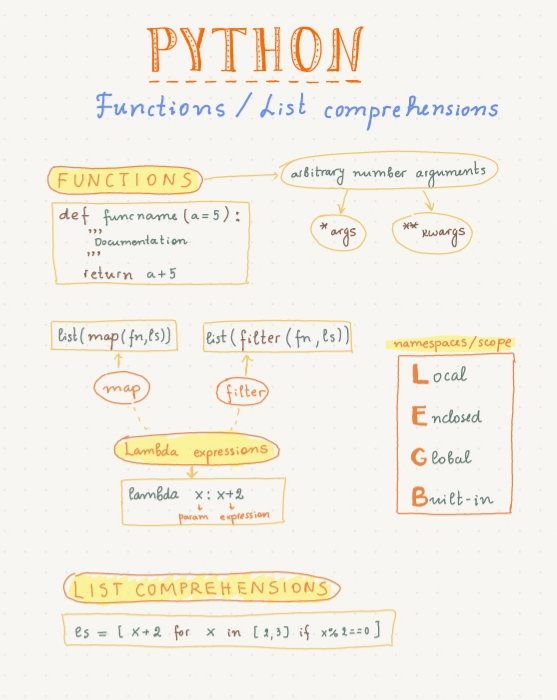 PYTHON
Functions / List comprehensions
FUNCTIONS
arbitrary number arguments
def funcname (a=5):
'''
Documentation
'''
return a+5
*args
** kwargs
list(map(fn,ls))
list(filter(fn,ls))
map
filter
Lambda expressions
lambda x: x+2
param expression
namespaces/scope
Local
Enclosed
Global
Built-in
LIST COMPREHENSIONS
ls = [ x+2 for x in [2,3] if x%2==0 ]